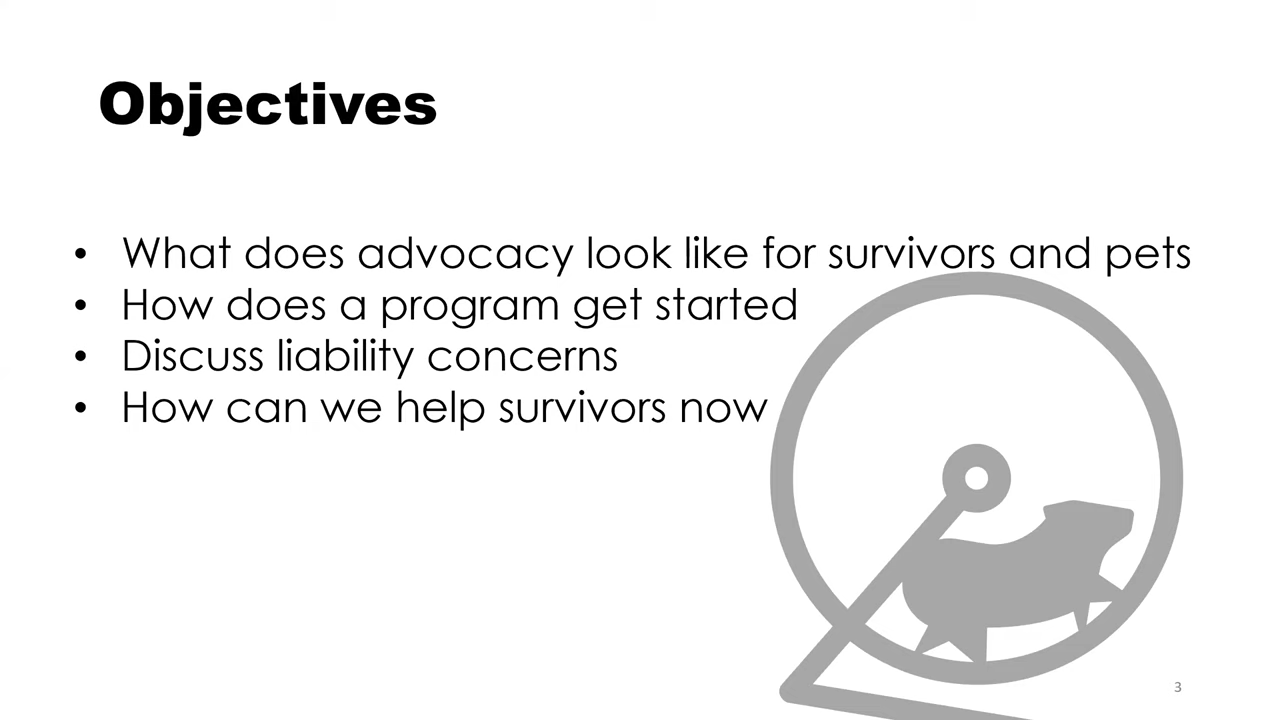 Objectives
• What does advocacy look like for survivors and pets
• How does a program get started
• Discuss liability concerns
• How can we help survivors now
3